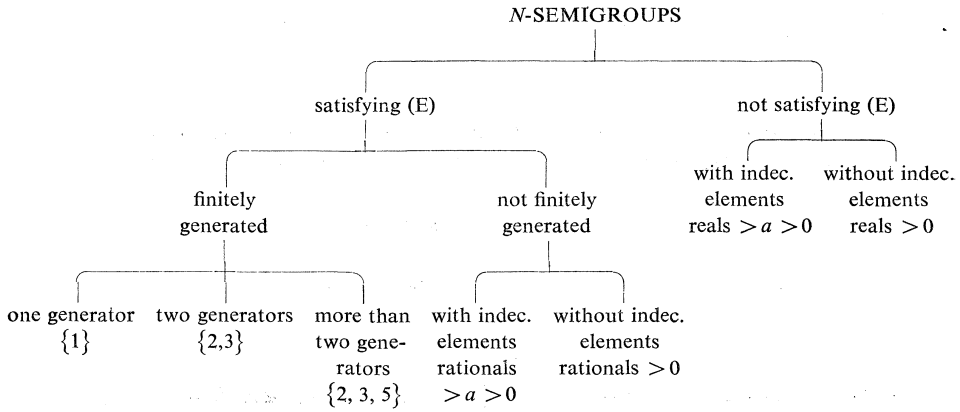 N-SEMIGROUPS
satisfying (E)
not satisfying (E)
finitely
generated
not finitely
generated
with indec.
elements
reals > a > 0
without indec.
elements
reals > 0
one generator
{1}
two generators
{2,3}
more than
two gene-
rators
{2, 3, 5}
with indec.
elements
rationals
> a > 0
without indec.
elements
rationals > 0